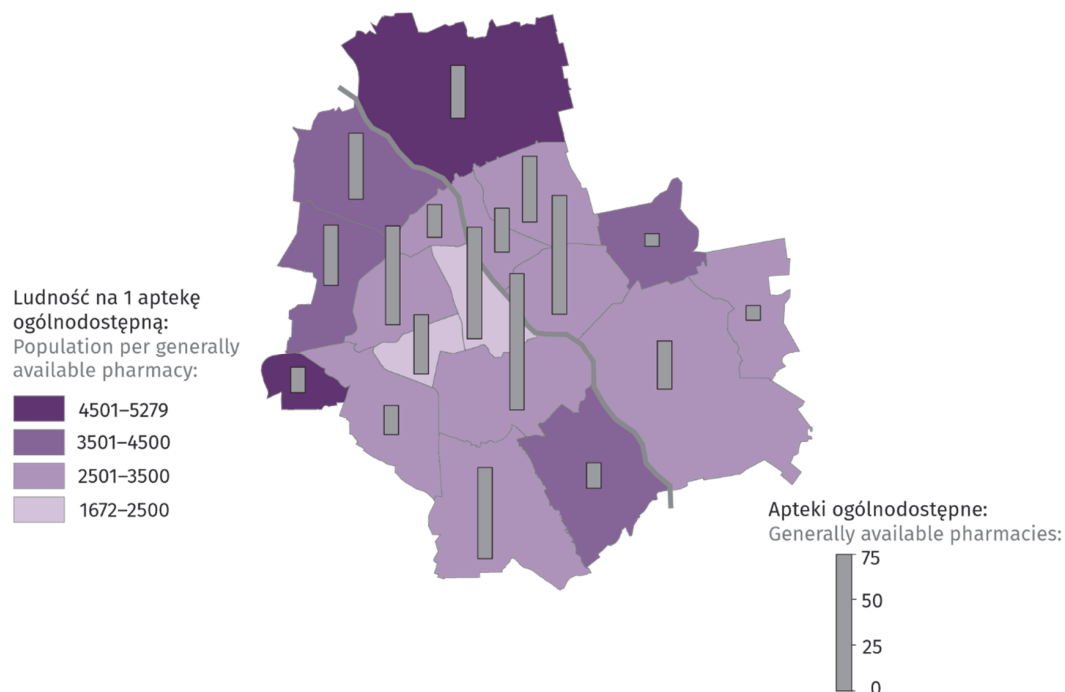 Ludność na 1 aptekę
ogólnodostępną:
Population per generally
available pharmacy:
4501–5279
3501–4500
2501–3500
1672–2500
Apteki ogólnodostępne:
Generally available pharmacies:
75
50
25
0